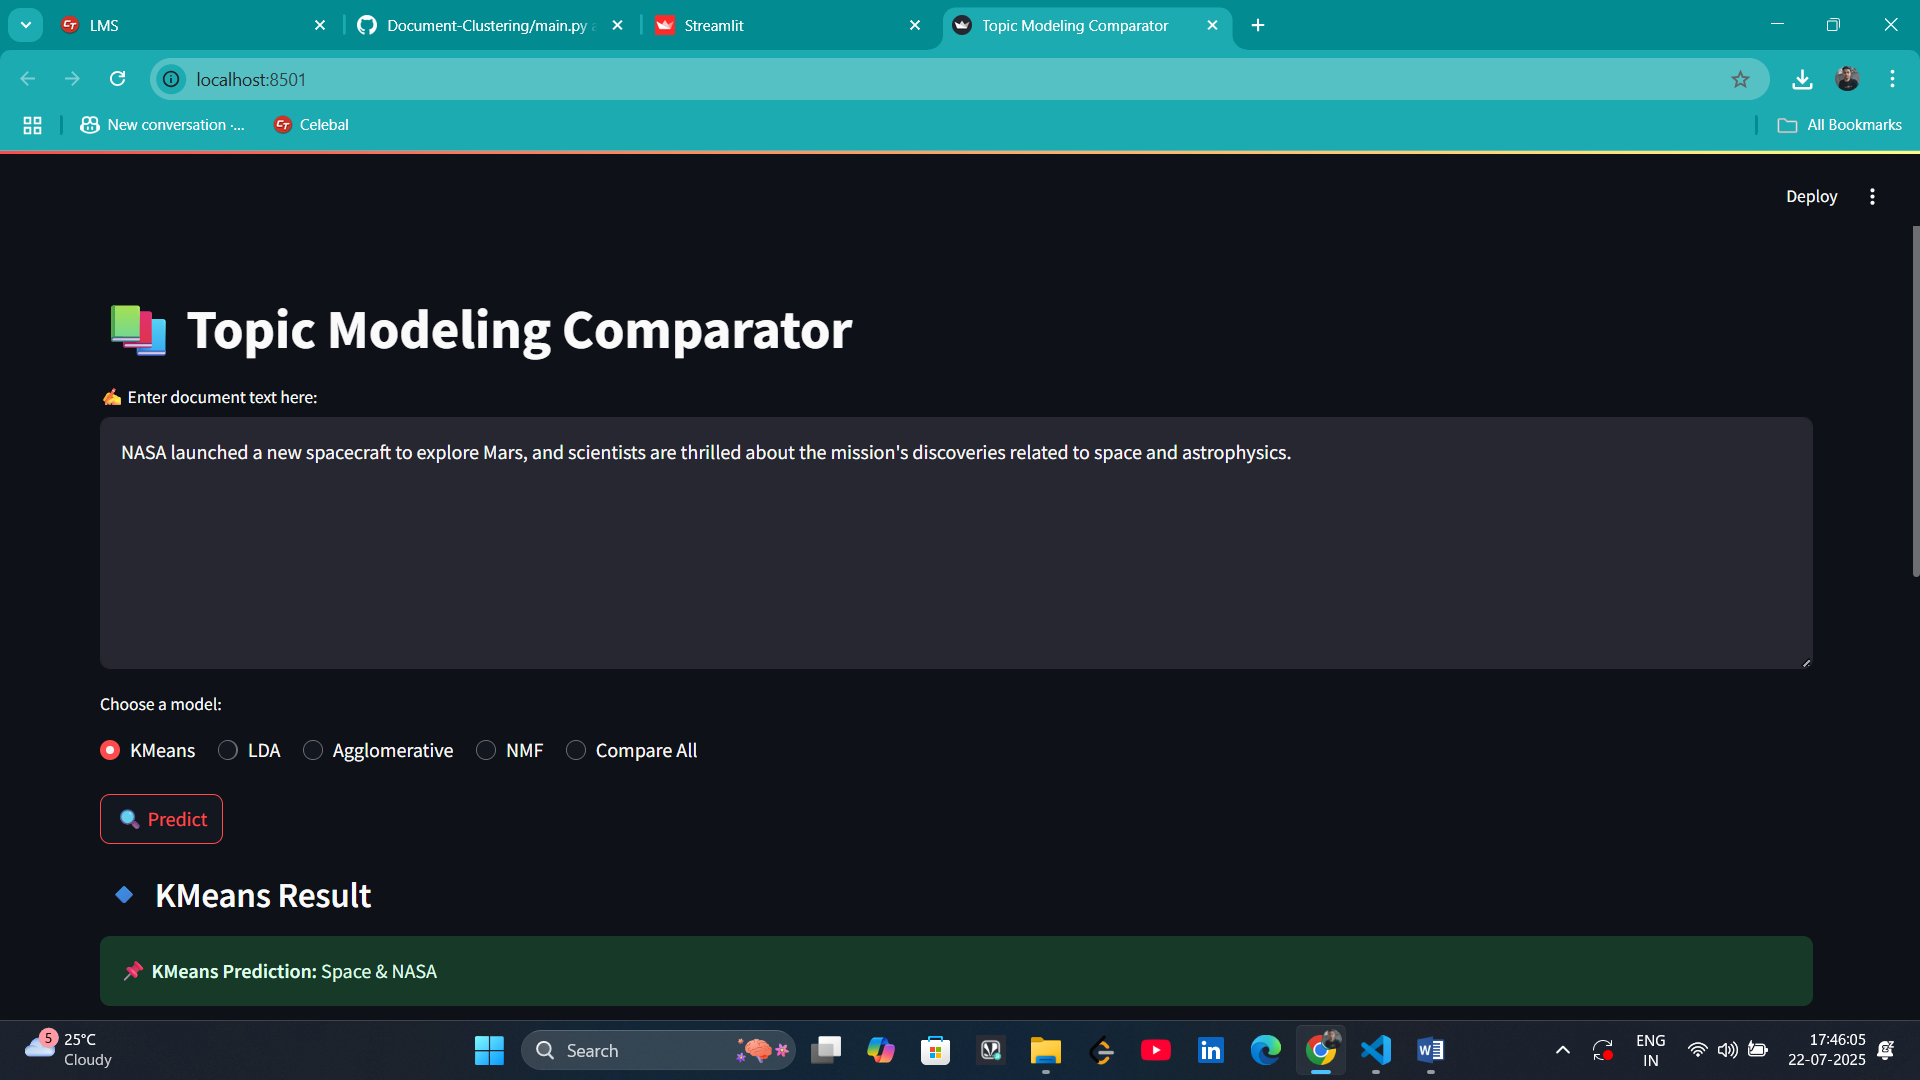 LMS
Document-Clustering/main.py a
Streamlit
Topic Modeling Comparator
localhost:8501
New conversation ·...
Celebal
All Bookmarks
Deploy
📚 Topic Modeling Comparator
✍️ Enter document text here:
NASA launched a new spacecraft to explore Mars, and scientists are thrilled about the mission's discoveries related to space and astrophysics.
Choose a model:
KMeans LDA Agglomerative NMF Compare All
🔍 Predict
🔹 KMeans Result
📌 KMeans Prediction: Space & NASA
5
25°C
Cloudy
Search
ENG
IN
17:46:05
22-07-2025